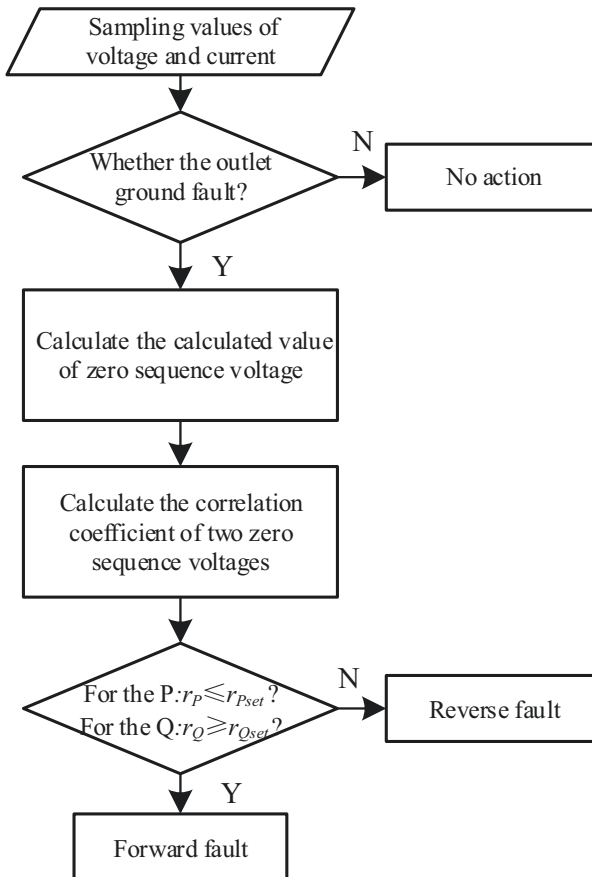 Sampling values of
voltage and current
Whether the outlet
ground fault?
N
No action
Y
Calculate the calculated value
of zero sequence voltage
Calculate the correlation
coefficient of two zero
sequence voltages
For the P:rP≤rPset?
For the Q:rQ≥rQset?
N
Reverse fault
Y
Forward fault